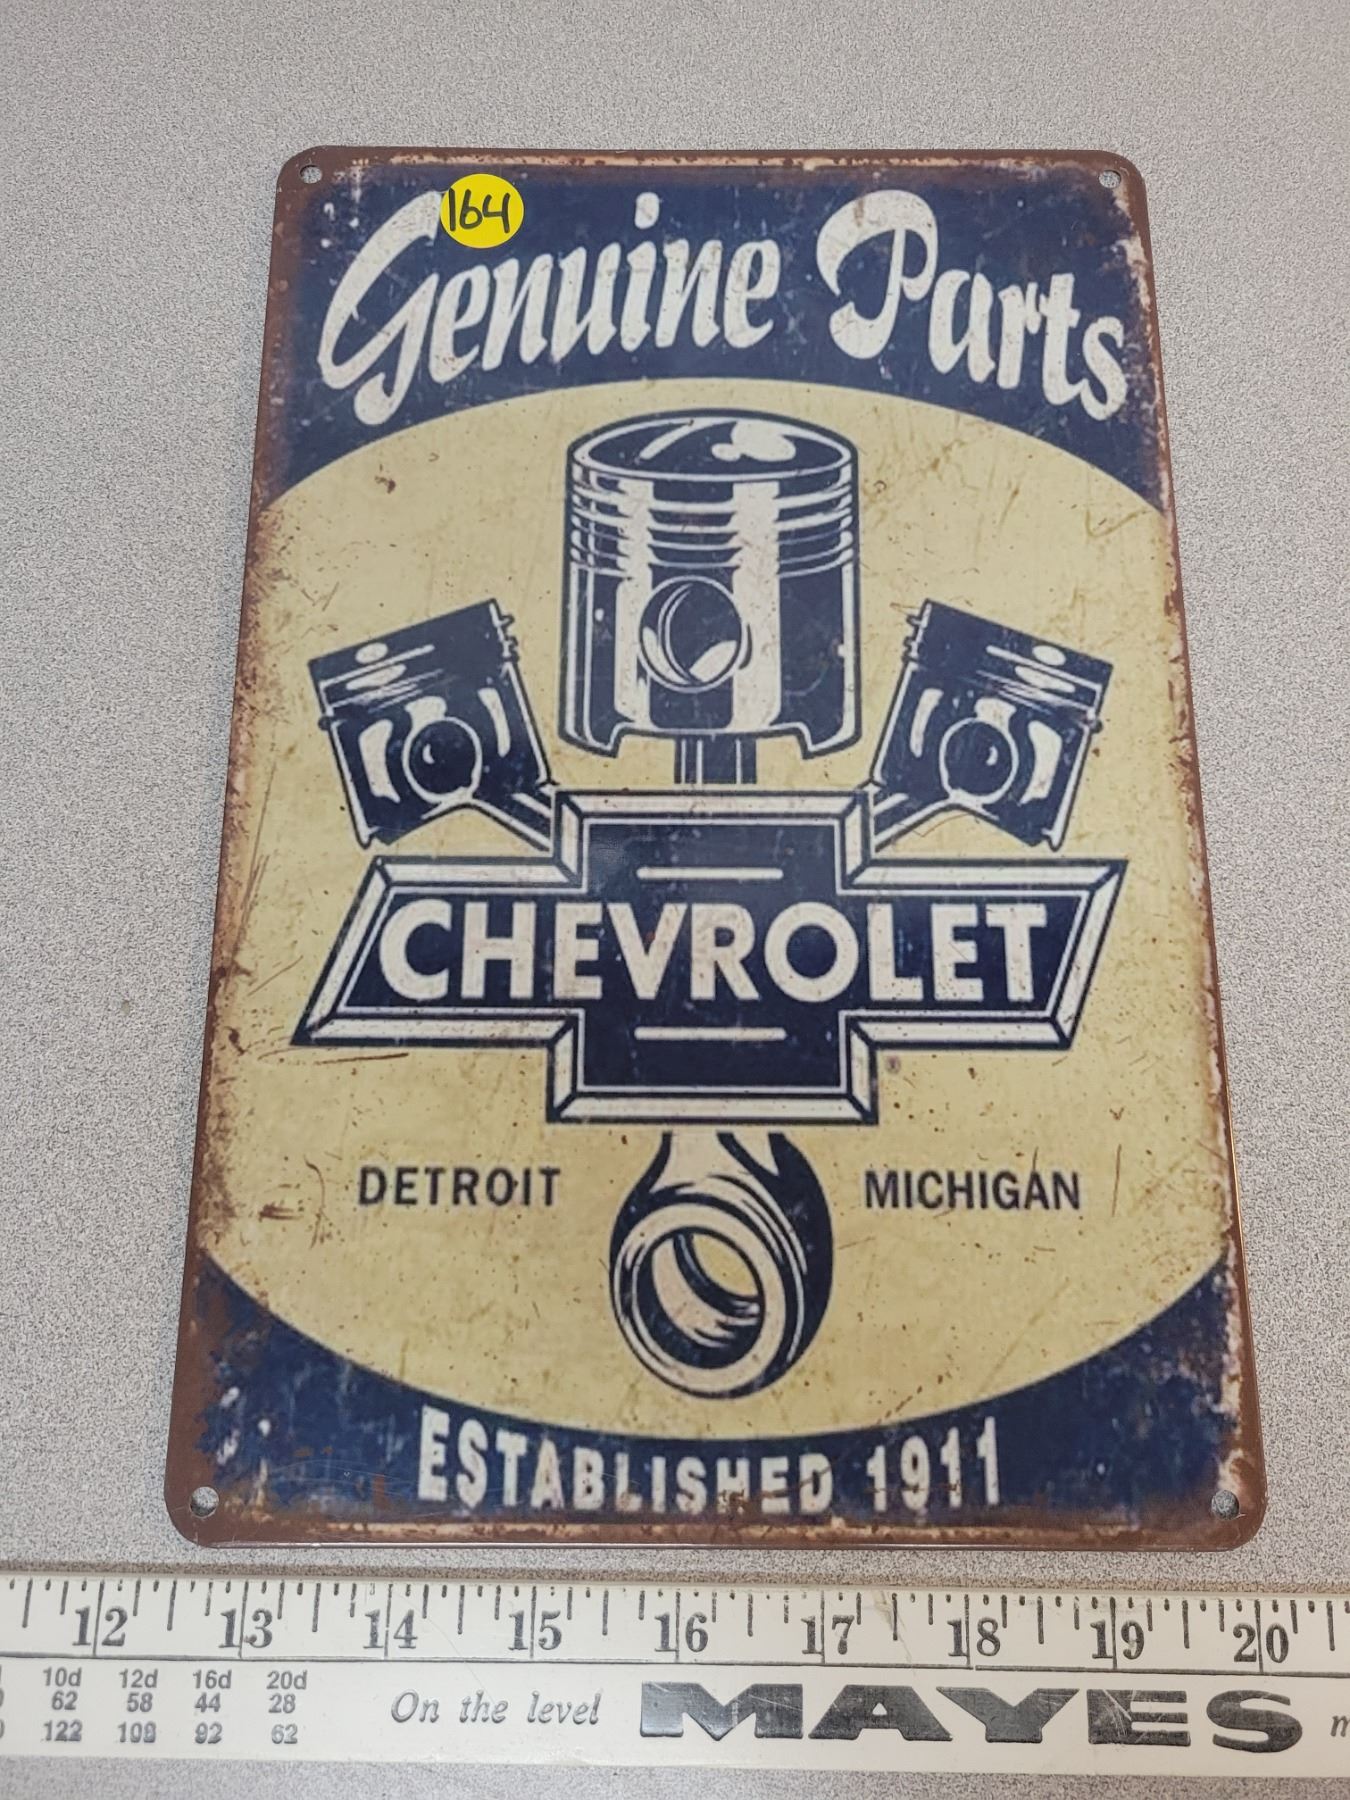 164
Genuine Parts
CHEVROLET
DETROIT MICHIGAN
ESTABLISHED 1911
12 13 14 15 16 17 18 19 20
10d 12d 16d 20d
62 58 44 28
122 108 92 62
On the level MAYES